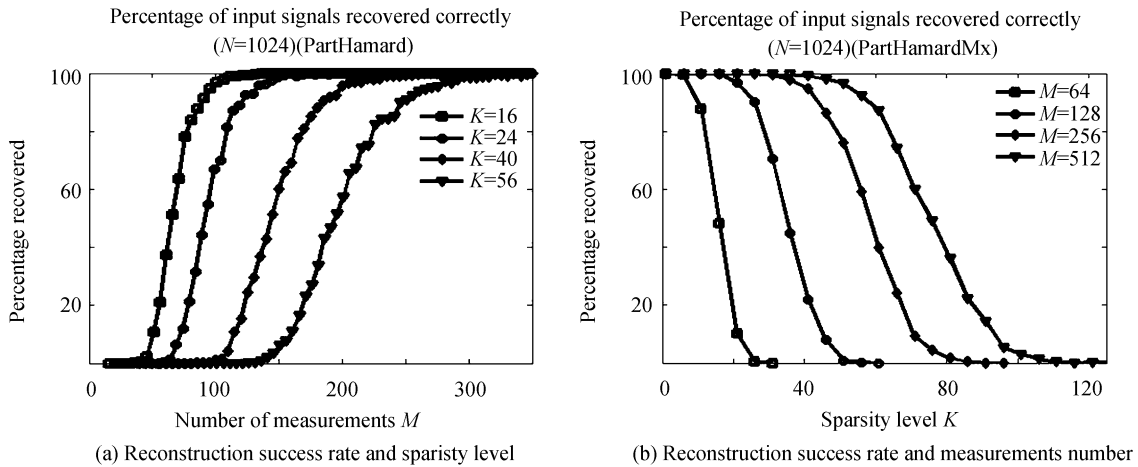 Percentage of input signals recovered correctly
(N=1024)(PartHamard)
100
60
20
Percentage recovered
K=16
K=24
K=40
K=56
0
100
200
300
Number of measurements M
(a) Reconstruction success rate and sparisty level
Percentage of input signals recovered correctly
(N=1024)(PartHamardMx)
100
60
20
Percentage recovered
M=64
M=128
M=256
M=512
0
40
80
120
Sparsity level K
(b) Reconstruction success rate and measurements number